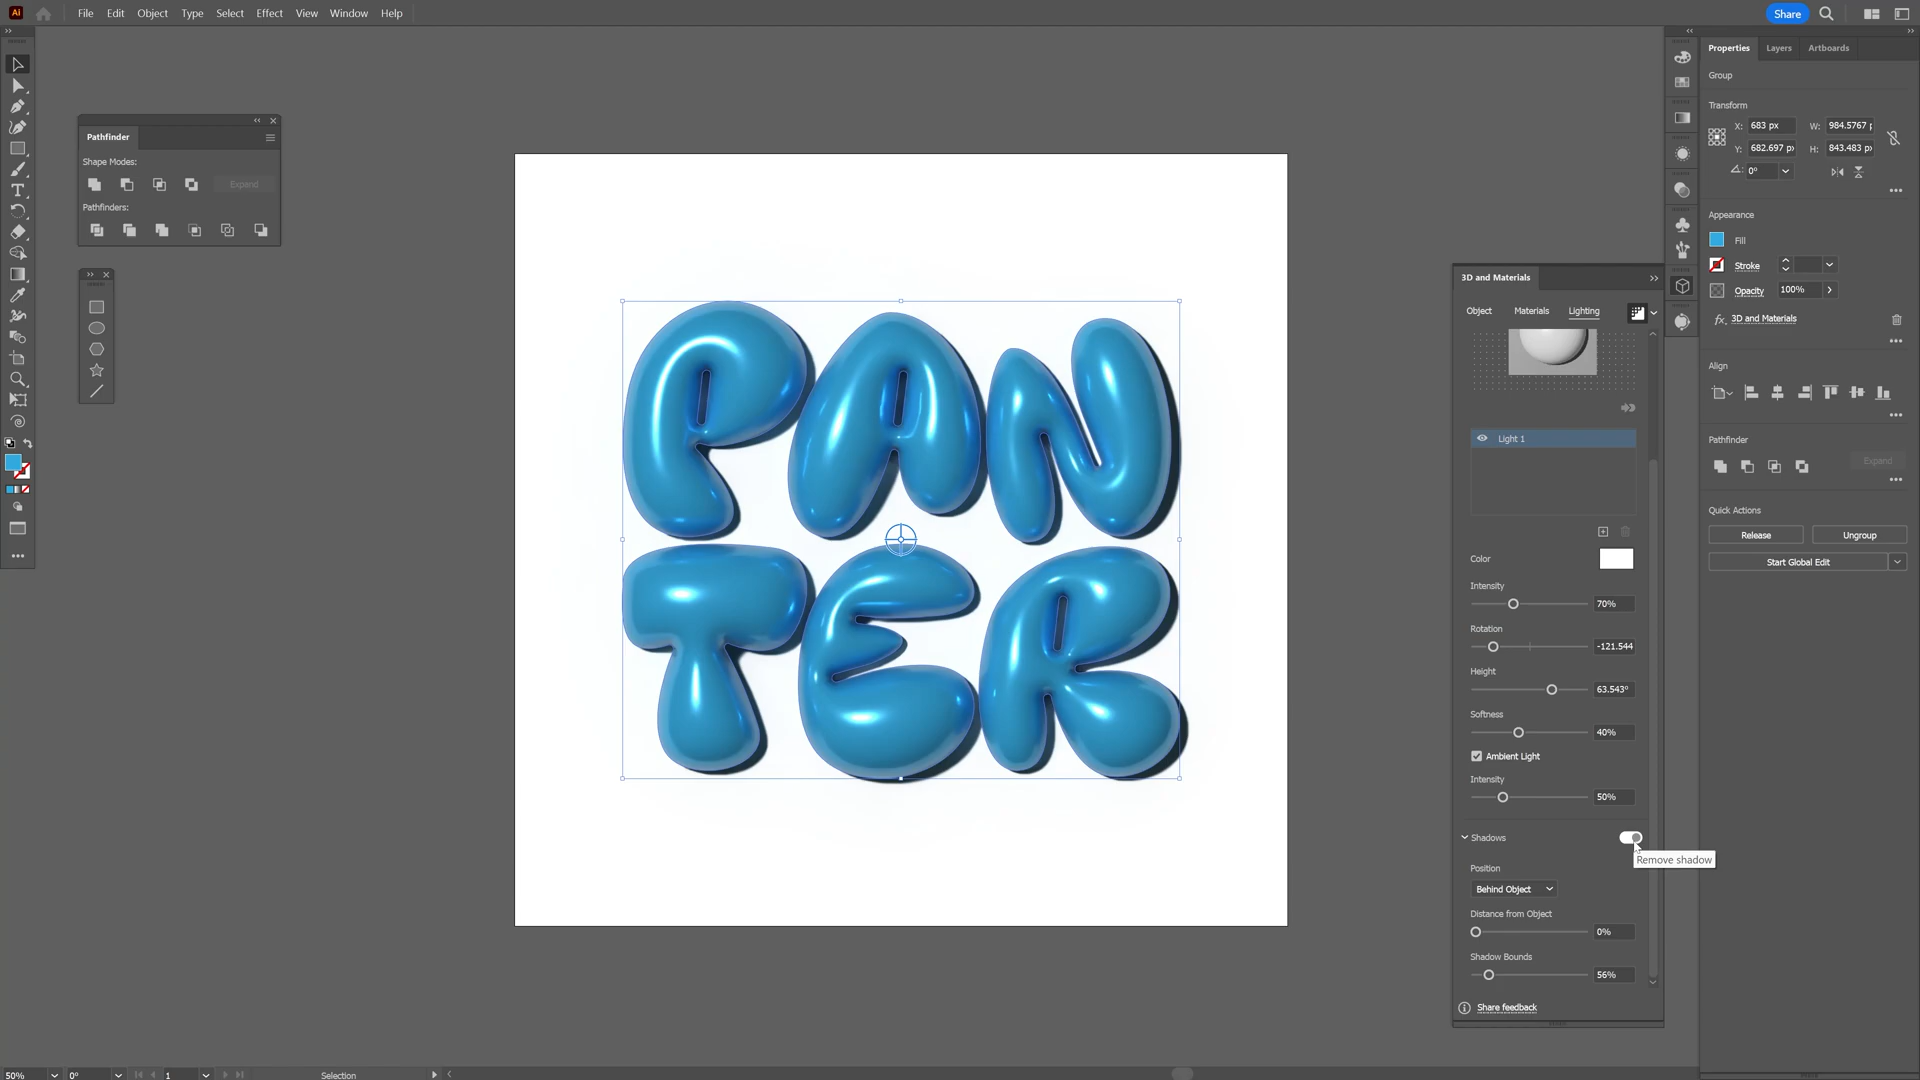 Ai File Edit Object Type Select Effect View Window Help Share
Properties Layers Artboards
Group
Transform
X: 683 px W: 984.5767 p
Y: 682.697 px H: 843.483 px
0°
Appearance
Fill
Stroke
Opacity 100%
fx 3D and Materials
Align
Pathfinder
Expand
Quick Actions
Release Ungroup
Start Global Edit
Pathfinder
Shape Modes:
Expand
Pathfinders:
PAN
TER
3D and Materials
Object Materials Lighting
Light 1
Color
Intensity
70%
Rotation
-121.544
Height
63.543°
Softness
40%
Ambient Light
Intensity
50%
Shadows
Remove shadow
Position
Behind Object
Distance from Object
0%
Shadow Bounds
56%
Share feedback
50% 0° 1 Selection